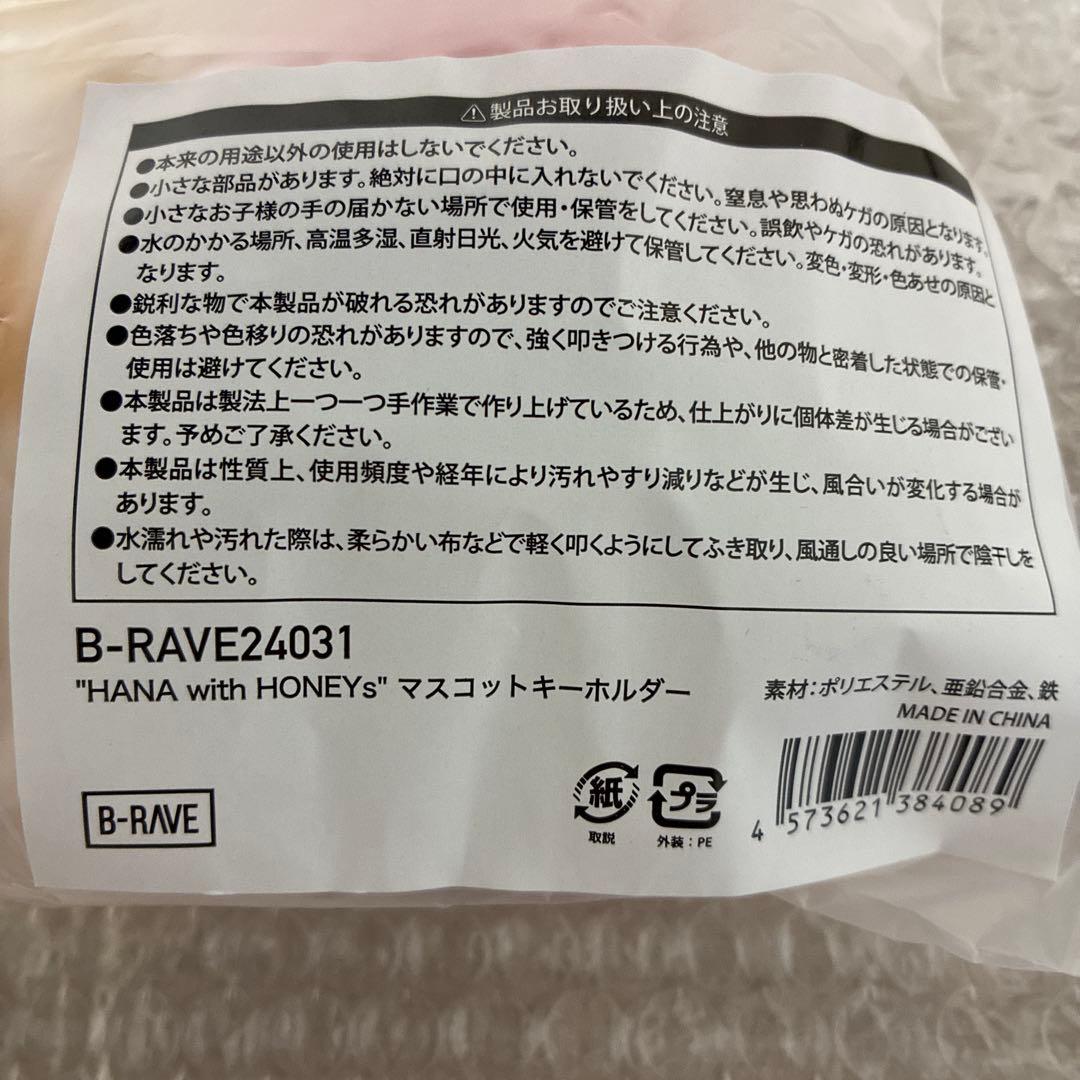 ⚠製品お取り扱い上の注意
●本来の用途以外の使用はしないでください。
●小さな部品があります。絶対に口の中に入れないでください。窒息や思わぬケガの原因となります。
●小さなお子様の手の届かない場所で使用・保管をしてください。誤飲やケガの恐れがあります。
●水のかかる場所、高温多湿、直射日光、火気を避けて保管してください。変色・変形・色あせの原因と
なります。
●鋭利な物で本製品が破れる恐れがありますのでご注意ください。
●色落ちや色移りの恐れがありますので、強く叩きつける行為や、他の物と密着した状態での保管・
使用は避けてください。
●本製品は製法上一つ一つ手作業で作り上げているため、仕上がりに個体差が生じる場合がござい
ます。予めご了承ください。
●本製品は性質上、使用頻度や経年により汚れやすり減りなどが生じ、風合いが変化する場合が
あります。
●水濡れや汚れた際は、柔らかい布などで軽く叩くようにしてふき取り、風通しの良い場所で陰干しを
してください。
B-RAVE24031
"HANA with HONEYs" マスコットキーホルダー
素材：ポリエステル、亜鉛合金、鉄
MADE IN CHINA
B-RAVE
紙
取説
プラ
外装：PE
4 573621 384089